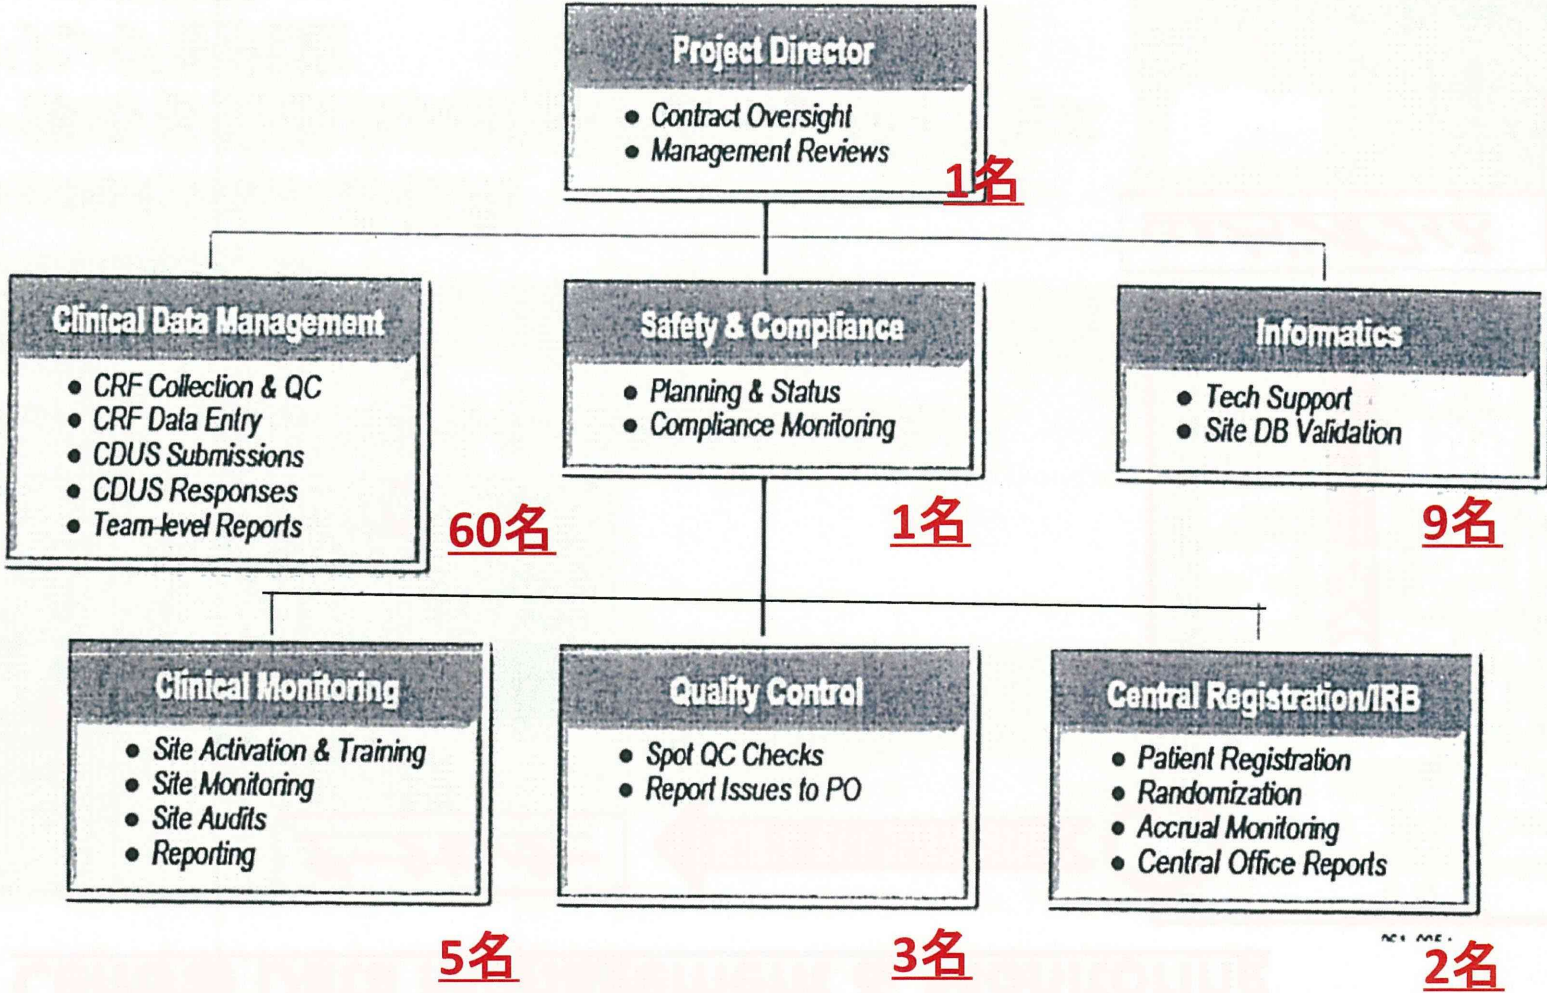 Project Director
• Contract Oversight
• Management Reviews
1名
Clinical Data Management
• CRF Collection & QC
• CRF Data Entry
• CDUS Submissions
• CDUS Responses
• Team-level Reports
60名
Safety & Compliance
• Planning & Status
• Compliance Monitoring
1名
Informatics
• Tech Support
• Site DB Validation
9名
Clinical Monitoring
• Site Activation & Training
• Site Monitoring
• Site Audits
• Reporting
5名
Quality Control
• Spot QC Checks
• Report Issues to PO
3名
Central Registration/IRB
• Patient Registration
• Randomization
• Accrual Monitoring
• Central Office Reports
2名